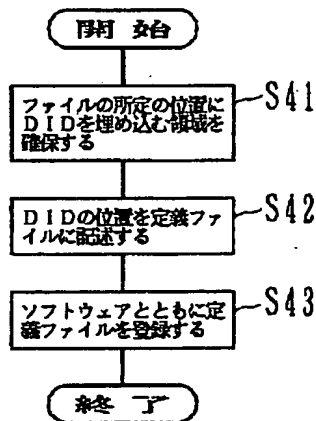 開始
ファイルの所定の位置に
DIDを埋め込む領域を
確保する
S41
DIDの位置を定義ファ
イルに記述する
S42
ソフトウェアとともに定
義ファイルを登録する
S43
終了